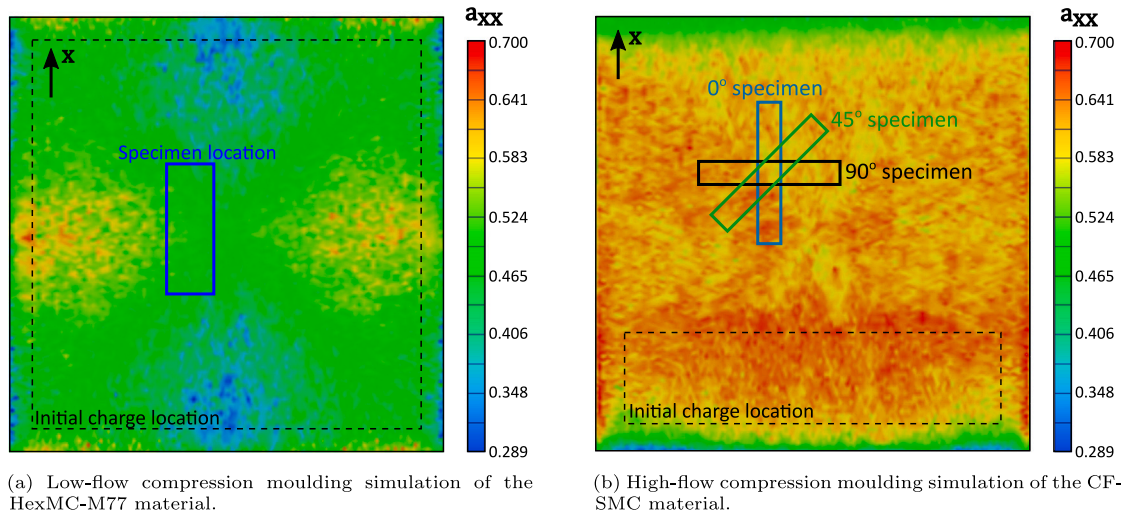 aXX
x
0.700
0.641
0.583
0.524
0.465
0.406
0.348
0.289
Specimen location
Initial charge location
(a) Low-flow compression moulding simulation of the
HexMC-M77 material.
aXX
x
0.700
0.641
0.583
0.524
0.465
0.406
0.348
0.289
0° specimen
45° specimen
90° specimen
Initial charge location
(b) High-flow compression moulding simulation of the CF-
SMC material.